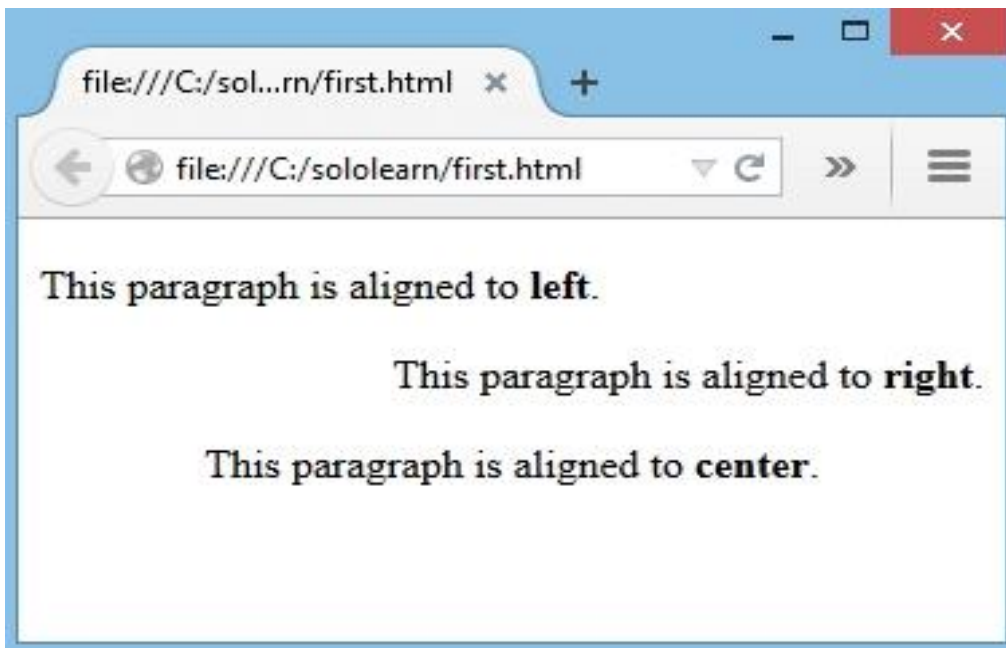 file:///C:/sol...rn/first.html
file:///C:/sololearn/first.html
This paragraph is aligned to left.
This paragraph is aligned to right.
This paragraph is aligned to center.